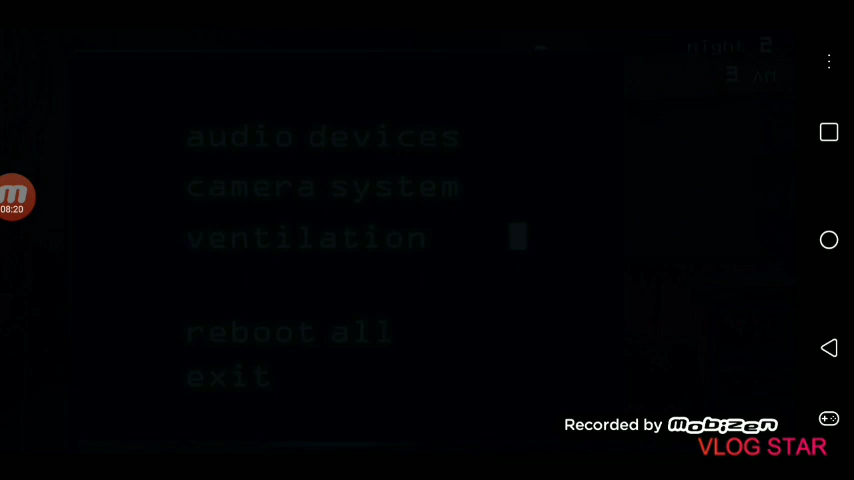 night 2
3 AM
audio devices
camera system
ventilation
08:20
reboot all
exit
Recorded by mobizen
VLOG STAR